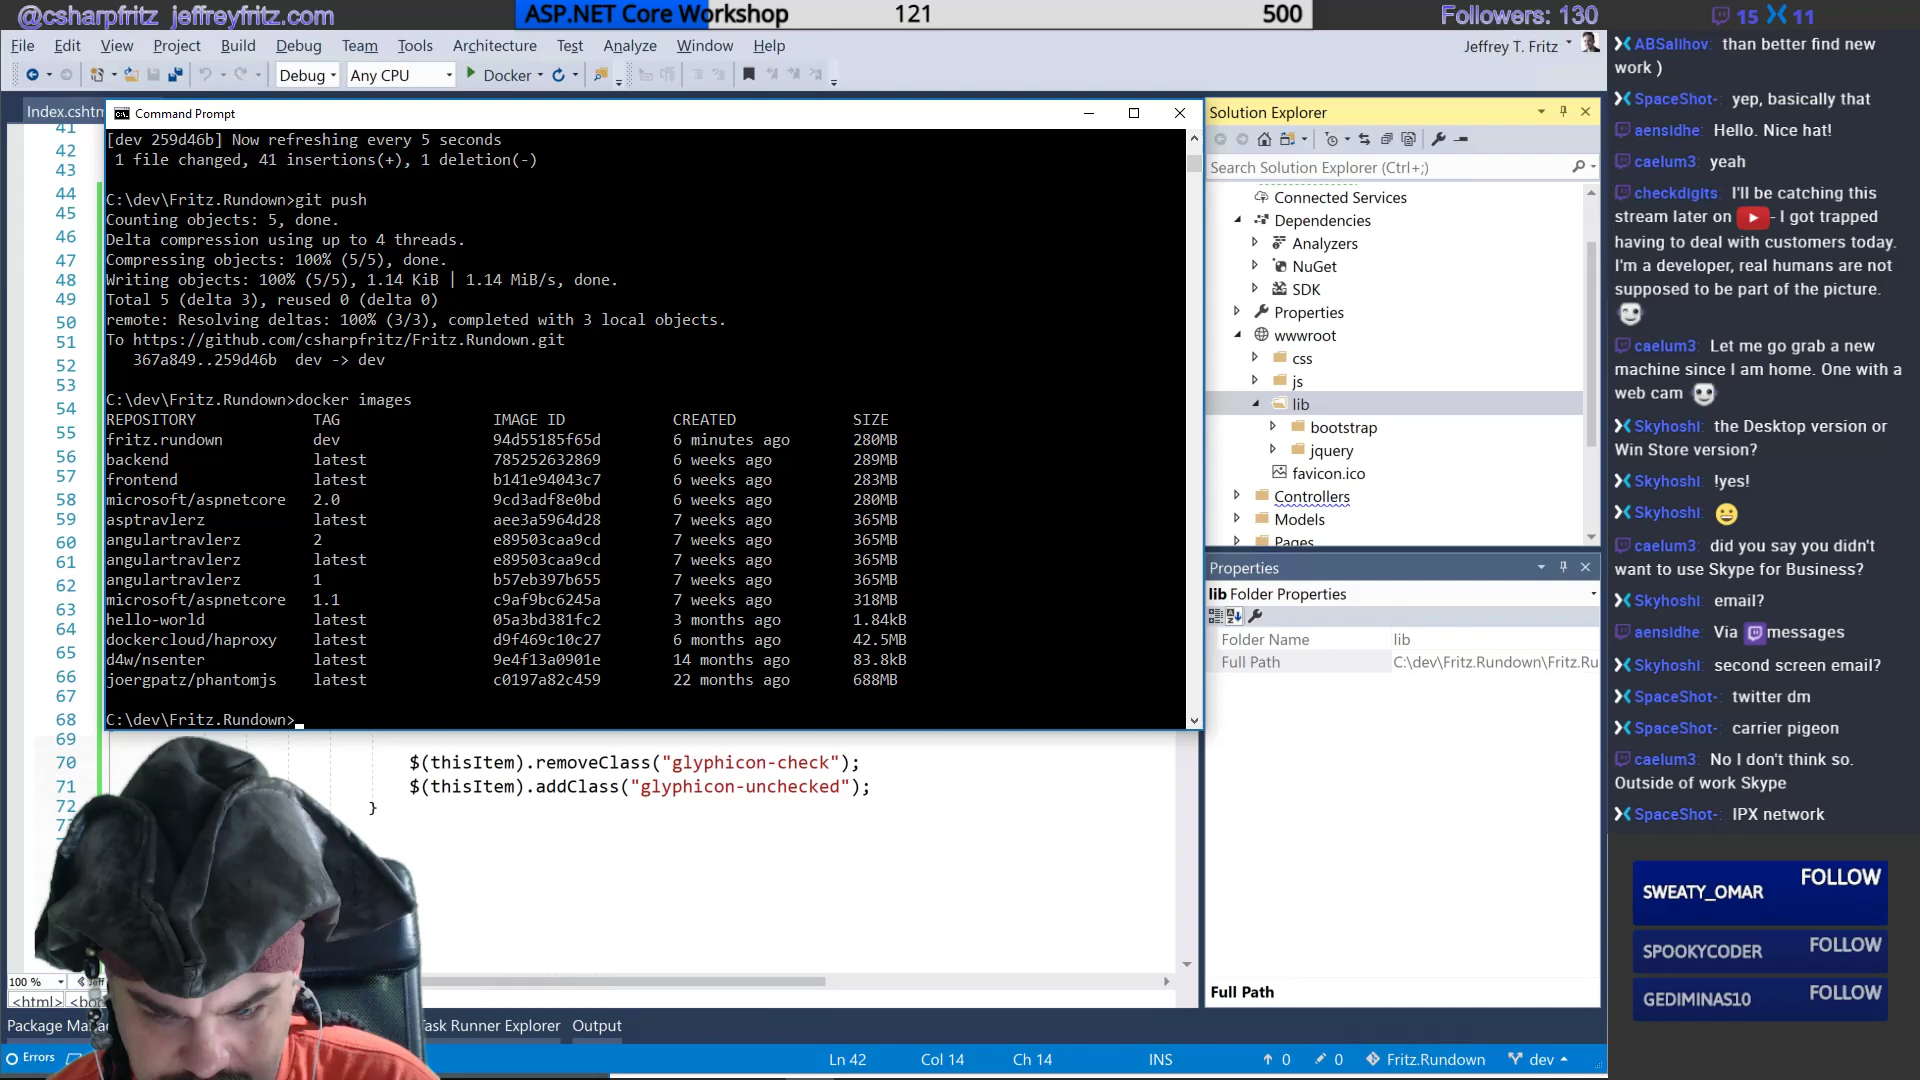 @csharpfritz jeffreyfritz.com
ASP.NET Core Workshop 121 500
Followers: 130
15 11
File Edit View Project Build Debug Team Tools Architecture Test Analyze Window Help
Jeffrey T. Fritz
Debug Any CPU Docker
Index.cshtm
Command Prompt
[dev 259d46b] Now refreshing every 5 seconds
1 file changed, 41 insertions(+), 1 deletion(-)
C:\dev\Fritz.Rundown>git push
Counting objects: 5, done.
Delta compression using up to 4 threads.
Compressing objects: 100% (5/5), done.
Writing objects: 100% (5/5), 1.14 KiB | 1.14 MiB/s, done.
Total 5 (delta 3), reused 0 (delta 0)
remote: Resolving deltas: 100% (3/3), completed with 3 local objects.
To https://github.com/csharpfritz/Fritz.Rundown.git
367a849..259d46b dev -> dev
C:\dev\Fritz.Rundown>docker images
REPOSITORY TAG IMAGE ID CREATED SIZE
fritz.rundown dev 94d55185f65d 6 minutes ago 280MB
backend latest 785252632869 6 weeks ago 289MB
frontend latest b141e94043c7 6 weeks ago 283MB
microsoft/aspnetcore 2.0 9cd3adf8e0bd 6 weeks ago 280MB
asptravlerz latest aee3a5964d28 7 weeks ago 365MB
angulartravlerz 2 e89503caa9cd 7 weeks ago 365MB
angulartravlerz latest e89503caa9cd 7 weeks ago 365MB
angulartravlerz 1 b57eb397b655 7 weeks ago 365MB
microsoft/aspnetcore 1.1 c9af9bc6245a 7 weeks ago 318MB
hello-world latest 05a3bd381fc2 3 months ago 1.84kB
dockercloud/haproxy latest d9f469c10c27 6 months ago 42.5MB
d4w/nsenter latest 9e4f13a0901e 14 months ago 83.8kB
joergpatz/phantomjs latest c0197a82c459 22 months ago 688MB
C:\dev\Fritz.Rundown>
41
42
43
44
45
46
47
48
49
50
51
52
53
54
55
56
57
58
59
60
61
62
63
64
65
66
67
68
69
70 $(thisItem).removeClass("glyphicon-check");
71 $(thisItem).addClass("glyphicon-unchecked");
72 }
100 %
<html>
Package Mana
Task Runner Explorer Output
Errors
Ln 42 Col 14 Ch 14 INS 0 0 Fritz.Rundown dev
Solution Explorer
Search Solution Explorer (Ctrl+;)
Connected Services
Dependencies
Analyzers
NuGet
SDK
Properties
wwwroot
css
js
lib
bootstrap
jquery
favicon.ico
Controllers
Models
Pages
Properties
lib Folder Properties
Folder Name lib
Full Path C:\dev\Fritz.Rundown\Fritz.Ru
Full Path
ABSallhov: than better find new
work )
SpaceShot-: yep, basically that
aensidhe: Hello. Nice hat!
caelum3: yeah
checkdigits: I'll be catching this
stream later on - I got trapped
having to deal with customers today.
I'm a developer, real humans are not
supposed to be part of the picture.
caelum3: Let me go grab a new
machine since I am home. One with a
web cam
Skyhoshi: the Desktop version or
Win Store version?
Skyhoshi: !yes!
Skyhoshi:
caelum3: did you say you didn't
want to use Skype for Business?
Skyhoshi: email?
aensidhe: Via messages
Skyhoshi: second screen email?
SpaceShot-: twitter dm
SpaceShot-: carrier pigeon
caelum3: No I don't think so.
Outside of work Skype
SpaceShot-: IPX network
SWEATY_OMAR FOLLOW
SPOOKYCODER FOLLOW
GEDIMINAS10 FOLLOW